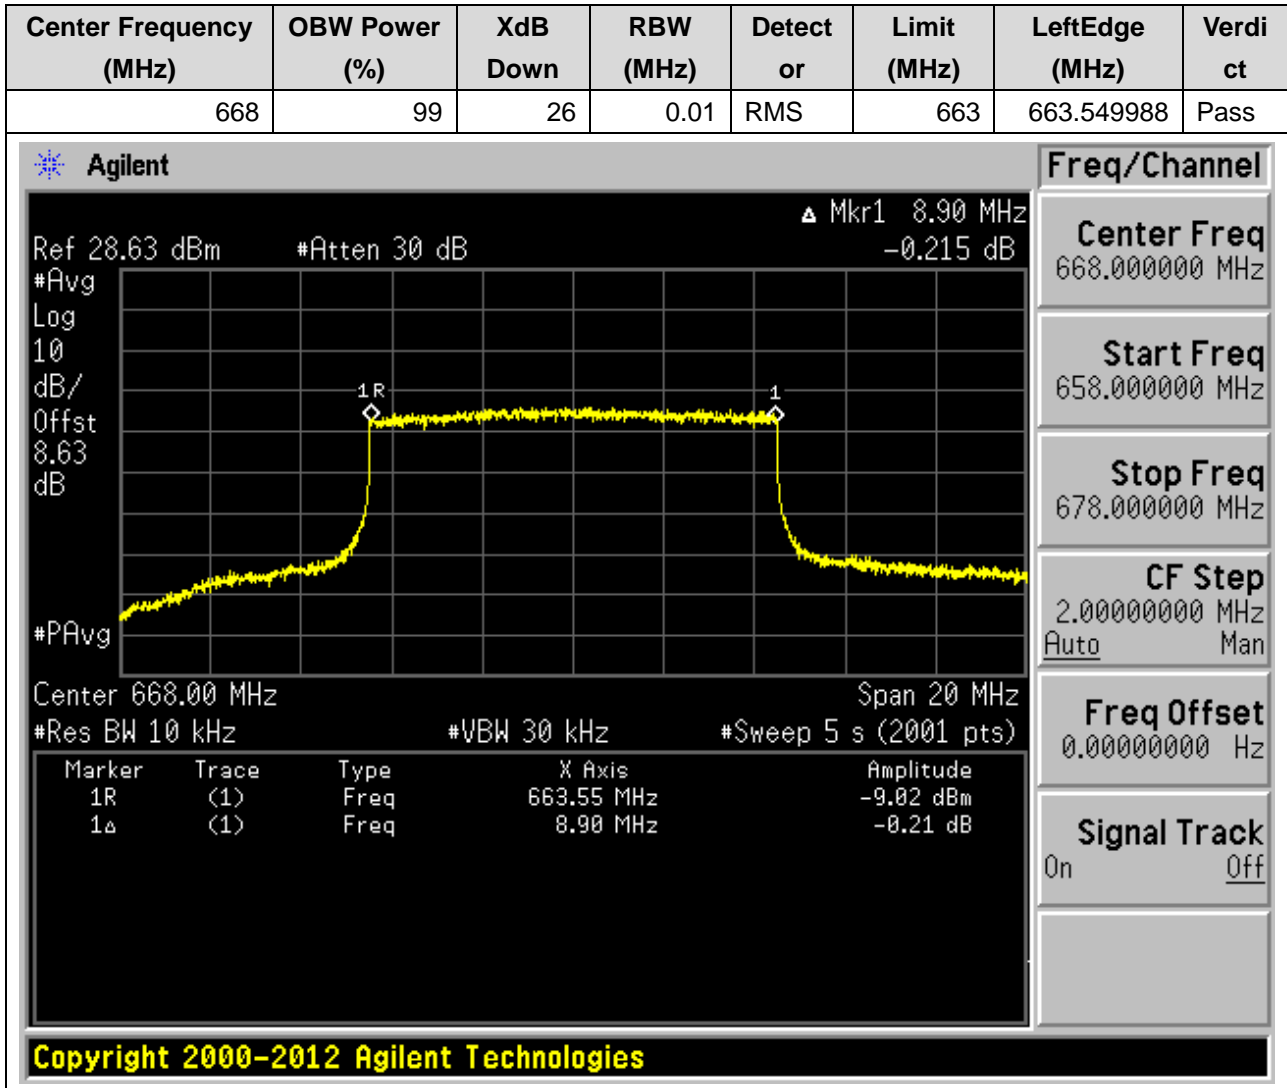 Center Frequency OBW Power XdB RBW Detect Limit LeftEdge Verdi
(MHz) (%) Down (MHz) or (MHz) (MHz) ct
668 99 26 0.01 RMS 663 663.549988 Pass
Agilent
Freq/Channel
Δ Mkr1 8.90 MHz
Ref 28.63 dBm #Atten 30 dB -0.215 dB
#Avg
Log
10
dB/
Offst
8.63
dB
1R
1
#PAvg
Center 668.00 MHz Span 20 MHz
#Res BW 10 kHz #VBW 30 kHz #Sweep 5 s (2001 pts)
Marker Trace Type X Axis Amplitude
1R (1) Freq 663.55 MHz -9.02 dBm
1Δ (1) Freq 8.90 MHz -0.21 dB
Center Freq
668.000000 MHz
Start Freq
658.000000 MHz
Stop Freq
678.000000 MHz
CF Step
2.00000000 MHz
Auto Man
Freq Offset
0.00000000 Hz
Signal Track
On Off
Copyright 2000-2012 Agilent Technologies